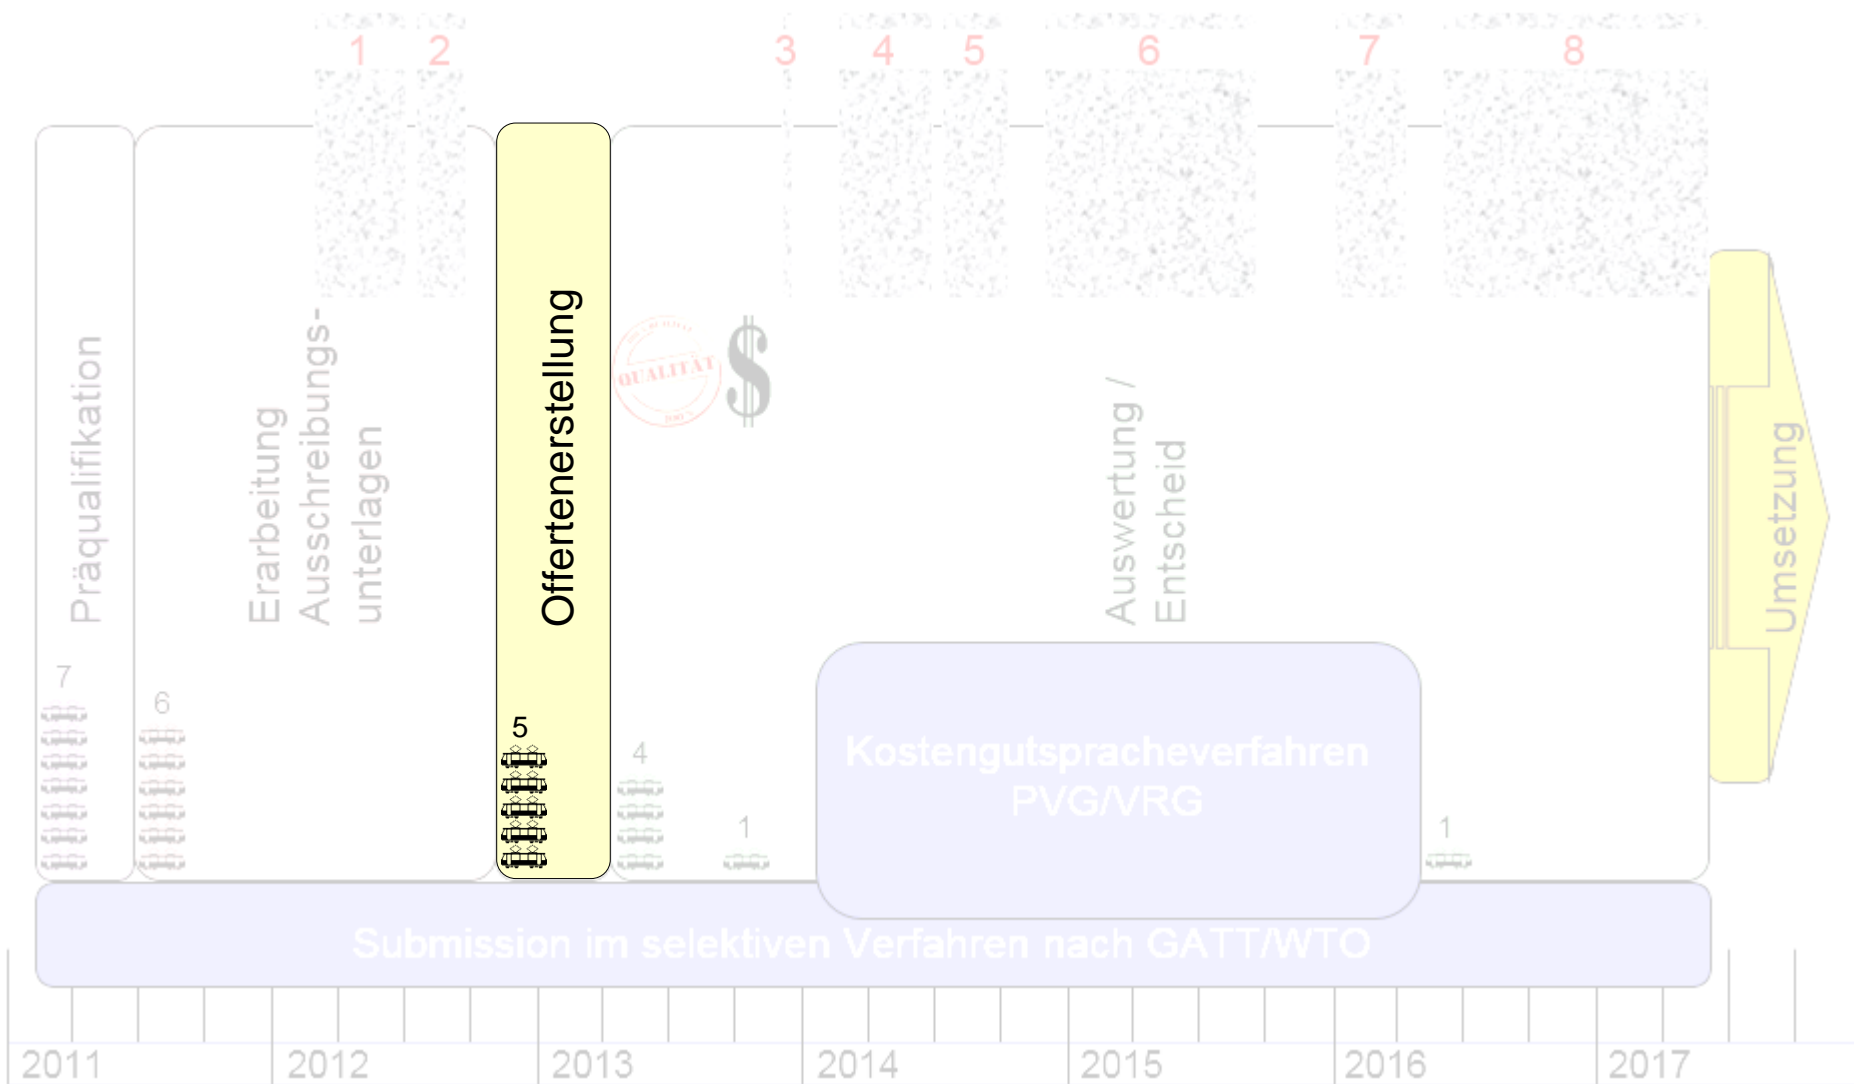 1 2 3 4 5 6 7 8
Präqualifikation
Erarbeitung
Ausschreibungs-
unterlagen
Offertenerstellung
QUALITÄT
$
Auswertung /
Entscheid
Umsetzung
7
6
5
4
1
1
Kostengutspracheverfahren
PVG/VRG
Submission im selektiven Verfahren nach GATT/WTO
2011 2012 2013 2014 2015 2016 2017